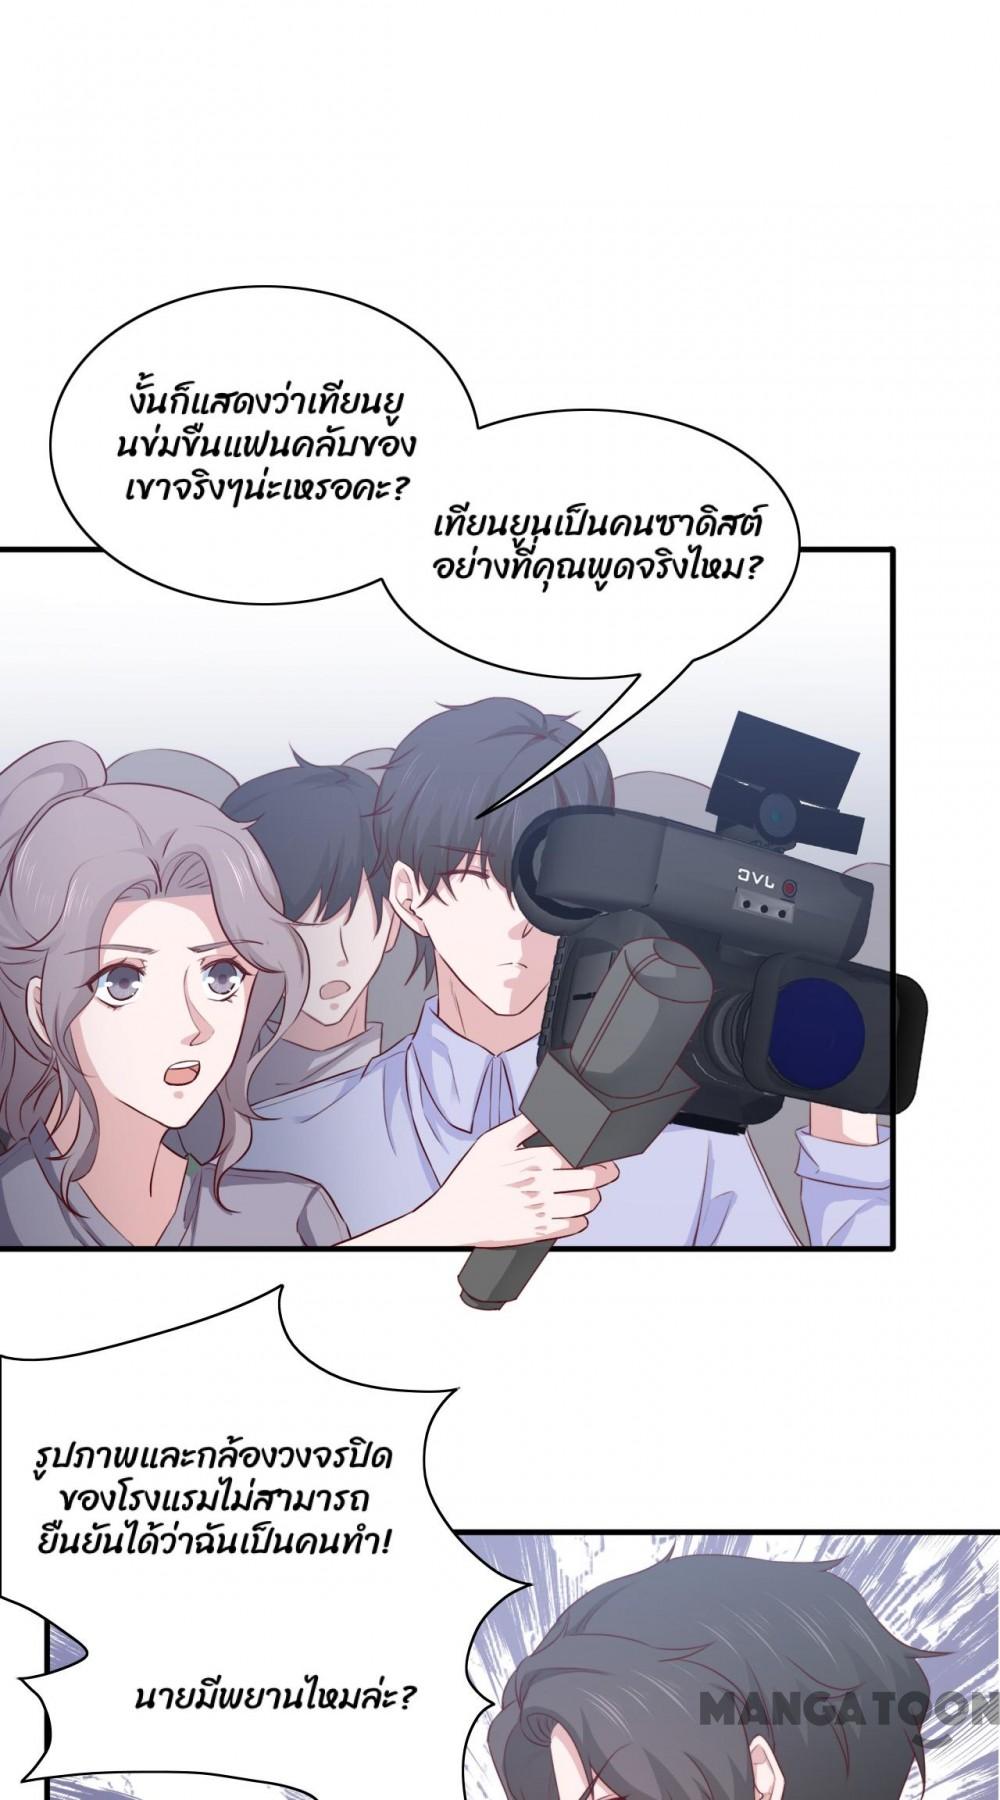 งั้นก็แสดงว่าเทียนยู
นข่มขืนแฟนคลับของ
เขาจริงๆน่ะเหรอคะ?
เทียนยูนเป็นคนซาดิสต์
อย่างที่คุณพูดจริงไหม?
JVC
รูปภาพและกล้องวงจรปิด
ของโรงแรมไม่สามารถ
ยืนยันได้ว่าฉันเป็นคนทำ!
นายมีพยานไหมล่ะ?
MANGATOON